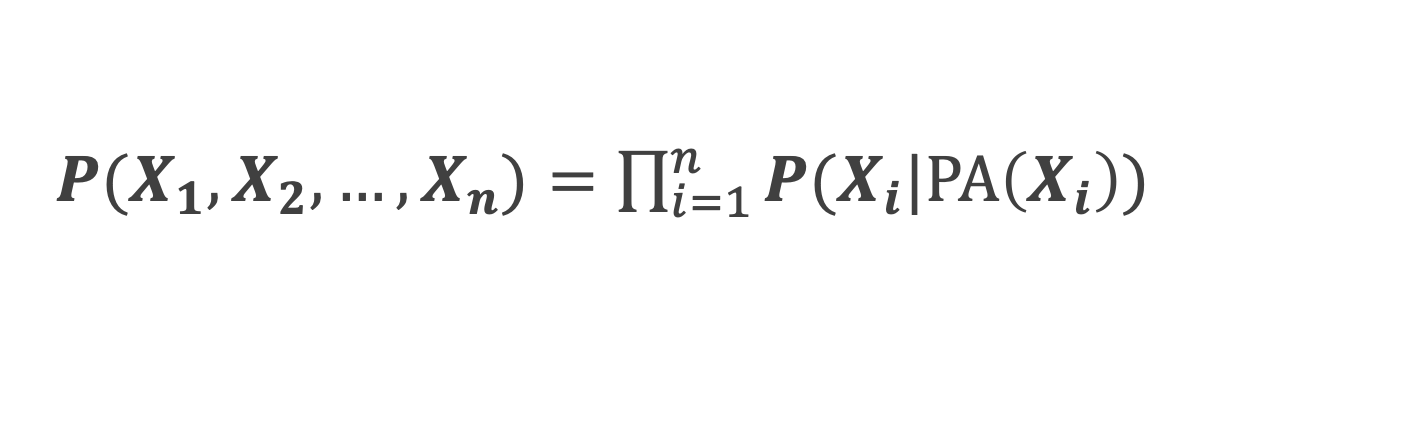 P(X₁, X₂, … , Xₙ) = ∏ⁿᵢ₌₁ P(Xᵢ|PA(Xᵢ))